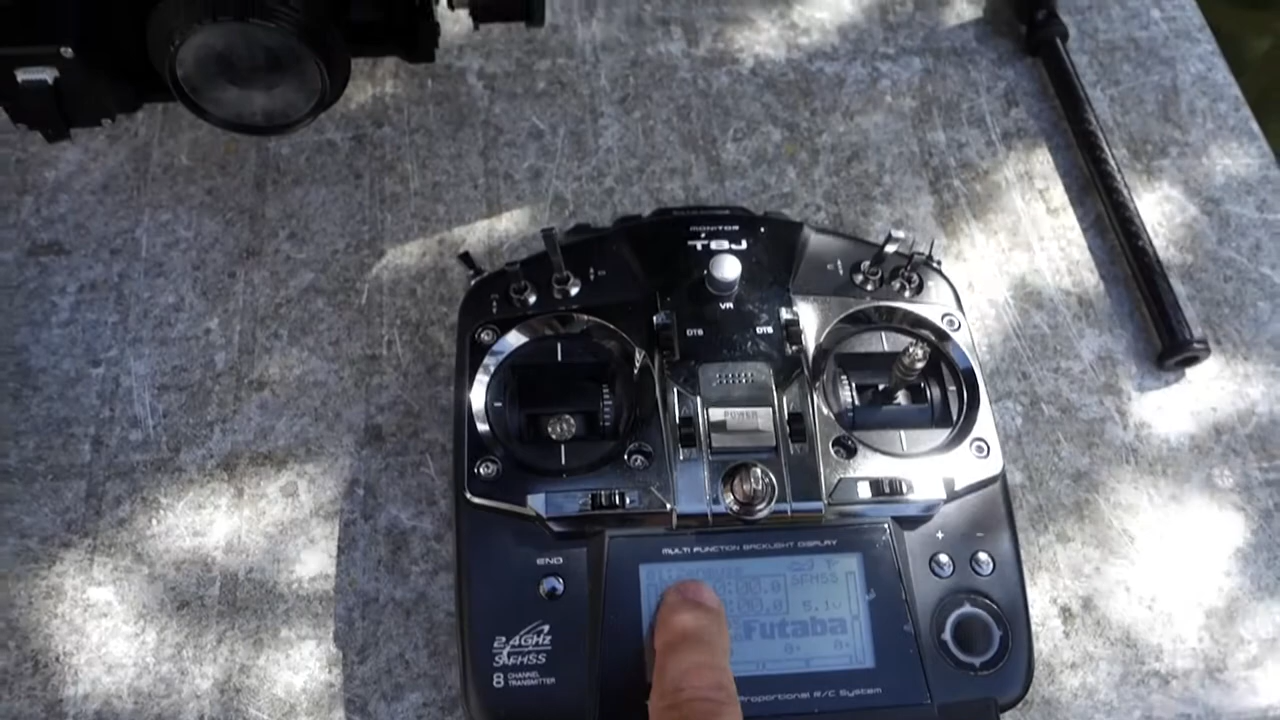 MONITOR
T8J
VR
DT5 DT6
POWER
END
MULTI FUNCTION BACKLIGHT DISPLAY
+ -
SFHSS
5.1V
Futaba
2.4GHz
S-FHSS
8 CHANNEL
TRANSMITTER
Proportional R/C System